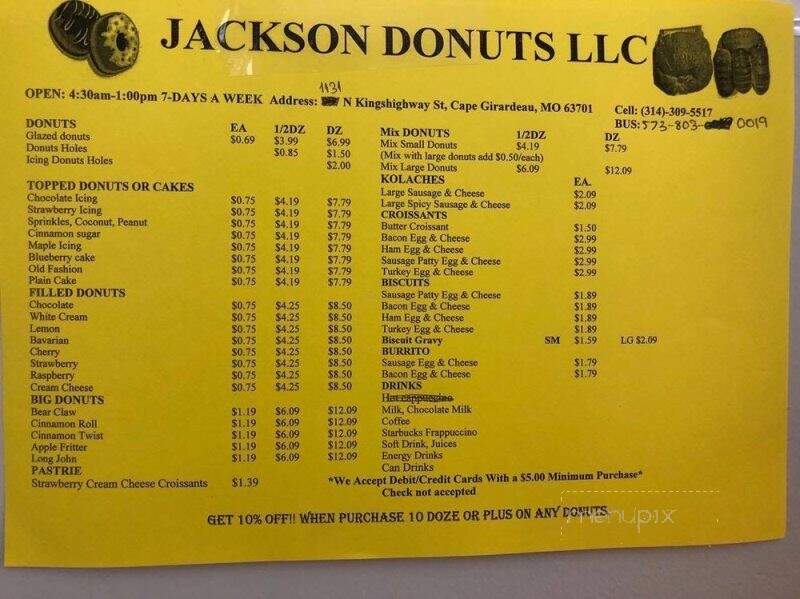 JACKSON DONUTS LLC
1131
OPEN: 4:30am-1:00pm 7-DAYS A WEEK Address: N Kingshighway St, Cape Girardeau, MO 63701
Cell: (314)-309-5517
BUS: 573-803-0019
DONUTS EA 1/2DZ DZ
Glazed donuts $0.69 $3.99 $6.99
Donuts Holes $0.85 $1.50
Icing Donuts Holes $2.00
TOPPED DONUTS OR CAKES
Chocolate Icing $0.75 $4.19 $7.79
Strawberry Icing $0.75 $4.19 $7.79
Sprinkles, Coconut, Peanut $0.75 $4.19 $7.79
Cinnamon sugar $0.75 $4.19 $7.79
Maple Icing $0.75 $4.19 $7.79
Blueberry cake $0.75 $4.19 $7.79
Old Fashion $0.75 $4.19 $7.79
Plain Cake $0.75 $4.19 $7.79
FILLED DONUTS
Chocolate $0.75 $4.25 $8.50
White Cream $0.75 $4.25 $8.50
Lemon $0.75 $4.25 $8.50
Bavarian $0.75 $4.25 $8.50
Cherry $0.75 $4.25 $8.50
Strawberry $0.75 $4.25 $8.50
Raspberry $0.75 $4.25 $8.50
Cream Cheese $0.75 $4.25 $8.50
BIG DONUTS
Bear Claw $1.19 $6.09 $12.09
Cinnamon Roll $1.19 $6.09 $12.09
Cinnamon Twist $1.19 $6.09 $12.09
Apple Fritter $1.19 $6.09 $12.09
Long John $1.19 $6.09 $12.09
PASTRIE
Strawberry Cream Cheese Croissants $1.39
Mix DONUTS 1/2DZ DZ
Mix Small Donuts $4.19 $7.79
(Mix with large donuts add $0.50/each)
Mix Large Donuts $6.09 $12.09
KOLACHES EA.
Large Sausage & Cheese $2.09
Large Spicy Sausage & Cheese $2.09
CROISSANTS
Butter Croissant $1.50
Bacon Egg & Cheese $2.99
Ham Egg & Cheese $2.99
Sausage Patty Egg & Cheese $2.99
Turkey Egg & Cheese $2.99
BISCUITS
Sausage Patty Egg & Cheese $1.89
Bacon Egg & Cheese $1.89
Ham Egg & Cheese $1.89
Turkey Egg & Cheese $1.89
Biscuit Gravy SM $1.59 LG $2.09
BURRITO
Sausage Egg & Cheese $1.79
Bacon Egg & Cheese $1.79
DRINKS
Hot cappuccino
Milk, Chocolate Milk
Coffee
Starbucks Frappuccino
Soft Drink, Juices
Energy Drinks
Can Drinks
*We Accept Debit/Credit Cards With a $5.00 Minimum Purchase*
Check not accepted
GET 10% OFF!! WHEN PURCHASE 10 DOZE OR PLUS ON ANY DONUTS
menupix